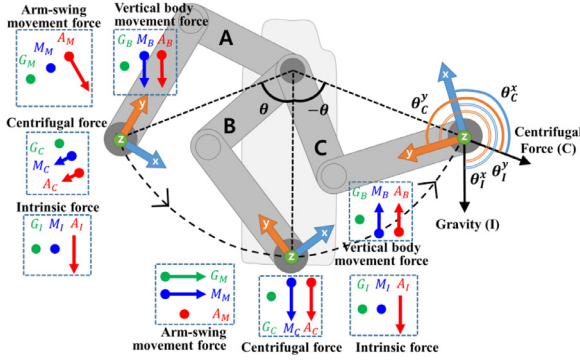 Arm-swing
movement force
G_M M_M A_M
Vertical body
movement force
G_B M_B A_B
A
Centrifugal force
G_C
M_C
A_C
Intrinsic force
G_I M_I A_I
y
z
x
θ -θ
B
C
x
y
z
θ_C^y
θ_C^x
Centrifugal
Force (C)
θ_I^x
θ_I^y
Gravity (I)
y
x
z
G_B M_B A_B
Vertical body
movement force
G_M
M_M
A_M
Arm-swing
movement force
G_C M_C A_C
Centrifugal force
G_I M_I A_I
Intrinsic force